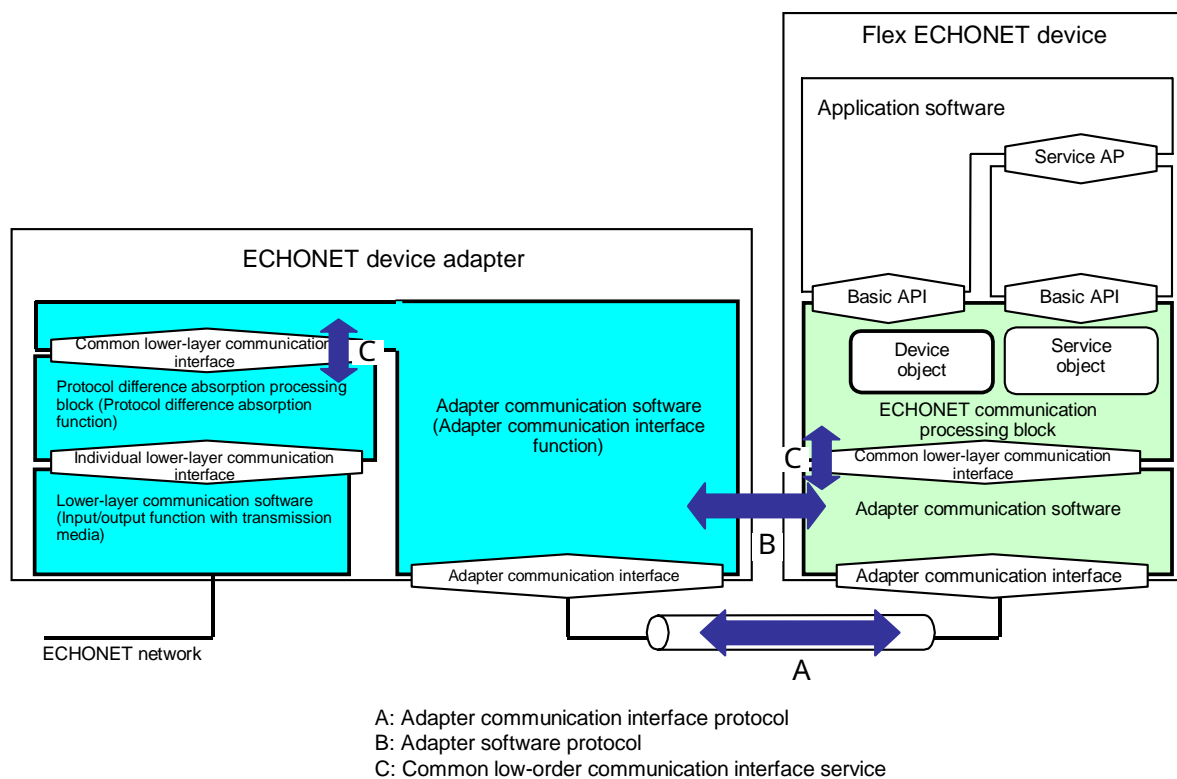 Flex ECHONET device
Application software
Service AP
ECHONET device adapter
Basic API
Basic API
Common lower-layer communication
interface
C
Device
object
Service
object
Protocol difference absorption processing
block (Protocol difference absorption
function)
Adapter communication software
(Adapter communication interface
function)
ECHONET communication
processing block
Individual lower-layer communication
interface
C
Common lower-layer communication
interface
Lower-layer communication software
(Input/output function with transmission
media)
Adapter communication software
B
Adapter communication interface
Adapter communication interface
ECHONET network
A
A: Adapter communication interface protocol
B: Adapter software protocol
C: Common low-order communication interface service